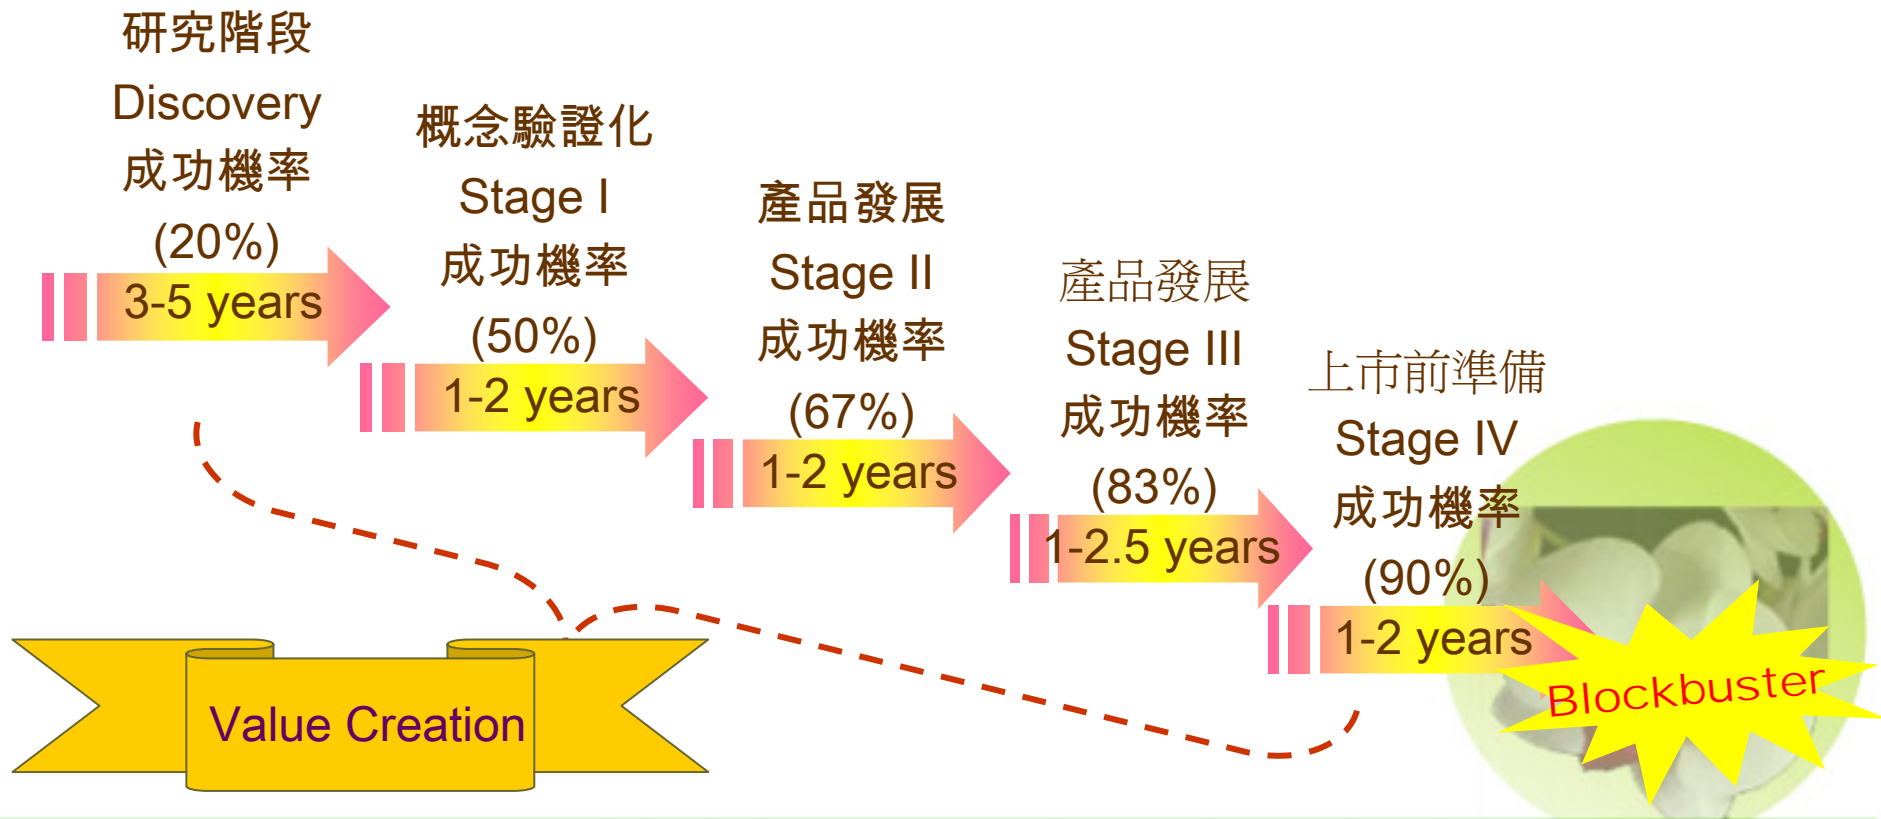 研究階段
Discovery
成功機率
(20%)
3-5 years
概念驗證化
Stage I
成功機率
(50%)
1-2 years
產品發展
Stage II
成功機率
(67%)
1-2 years
產品發展
Stage III
成功機率
(83%)
1-2.5 years
上市前準備
Stage IV
成功機率
(90%)
1-2 years
Blockbuster
Value Creation